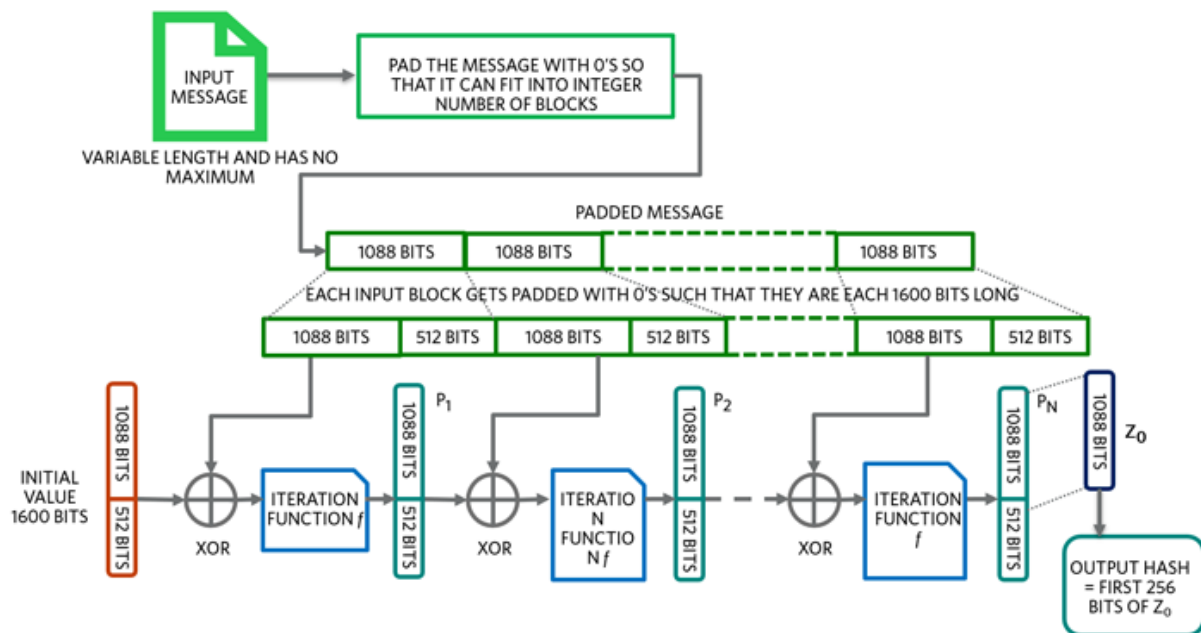 INPUT
MESSAGE
PAD THE MESSAGE WITH 0'S SO
THAT IT CAN FIT INTO INTEGER
NUMBER OF BLOCKS
VARIABLE LENGTH AND HAS NO
MAXIMUM
PADDED MESSAGE
1088 BITS
1088 BITS
1088 BITS
EACH INPUT BLOCK GETS PADDED WITH 0'S SUCH THAT THEY ARE EACH 1600 BITS LONG
1088 BITS
512 BITS
1088 BITS
512 BITS
1088 BITS
512 BITS
INITIAL
VALUE
1600 BITS
1088 BITS
512 BITS
XOR
ITERATION
FUNCTION f
P1
1088 BITS
512 BITS
XOR
ITERATIO
N
FUNCTIO
N f
P2
1088 BITS
512 BITS
XOR
ITERATION
FUNCTION
f
PN
1088 BITS
512 BITS
1088 BITS
Z0
OUTPUT HASH
= FIRST 256
BITS OF Z0